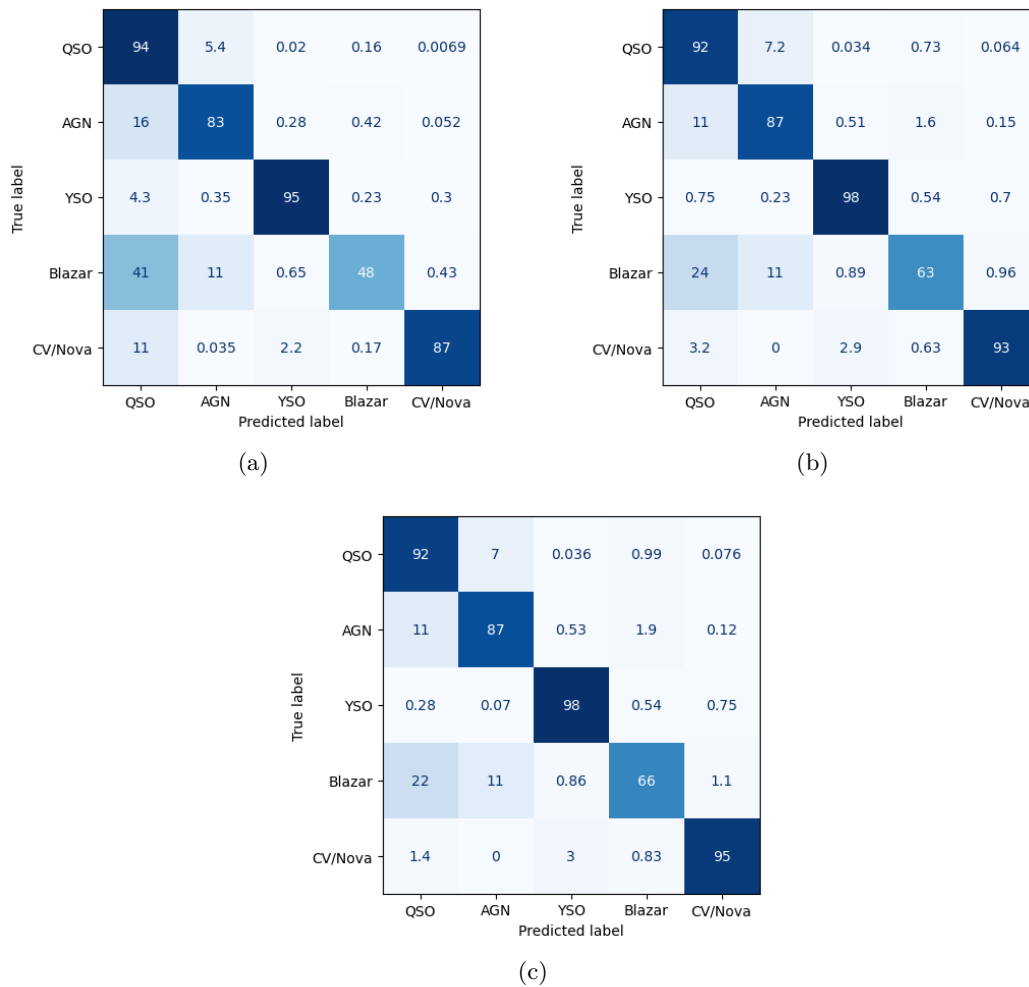 QSO 94 5.4 0.02 0.16 0.0069
AGN 16 83 0.28 0.42 0.052
YSO 4.3 0.35 95 0.23 0.3
Blazar 41 11 0.65 48 0.43
CV/Nova 11 0.035 2.2 0.17 87
QSO AGN YSO Blazar CV/Nova
Predicted label
True label
(a)
QSO 92 7.2 0.034 0.73 0.064
AGN 11 87 0.51 1.6 0.15
YSO 0.75 0.23 98 0.54 0.7
Blazar 24 11 0.89 63 0.96
CV/Nova 3.2 0 2.9 0.63 93
QSO AGN YSO Blazar CV/Nova
Predicted label
True label
(b)
QSO 92 7 0.036 0.99 0.076
AGN 11 87 0.53 1.9 0.12
YSO 0.28 0.07 98 0.54 0.75
Blazar 22 11 0.86 66 1.1
CV/Nova 1.4 0 3 0.83 95
QSO AGN YSO Blazar CV/Nova
Predicted label
True label
(c)